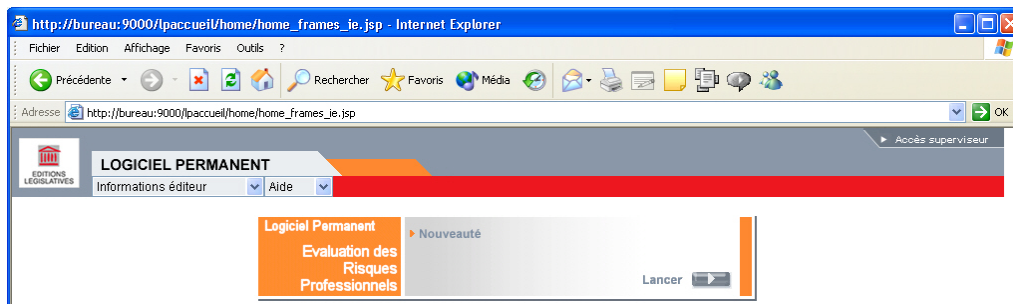 http://bureau:9000/lpaccueil/home/home_frames_ie.jsp - Internet Explorer
Fichier Edition Affichage Favoris Outils ?
Précédente Rechercher Favoris Média
Adresse http://bureau:9000/lpaccueil/home/home_frames_ie.jsp OK
Accès superviseur
EDITIONS
LEGISLATIVES
LOGICIEL PERMANENT
Informations éditeur Aide
Logiciel Permanent
Nouveauté
Evaluation des
Risques
Professionnels
Lancer